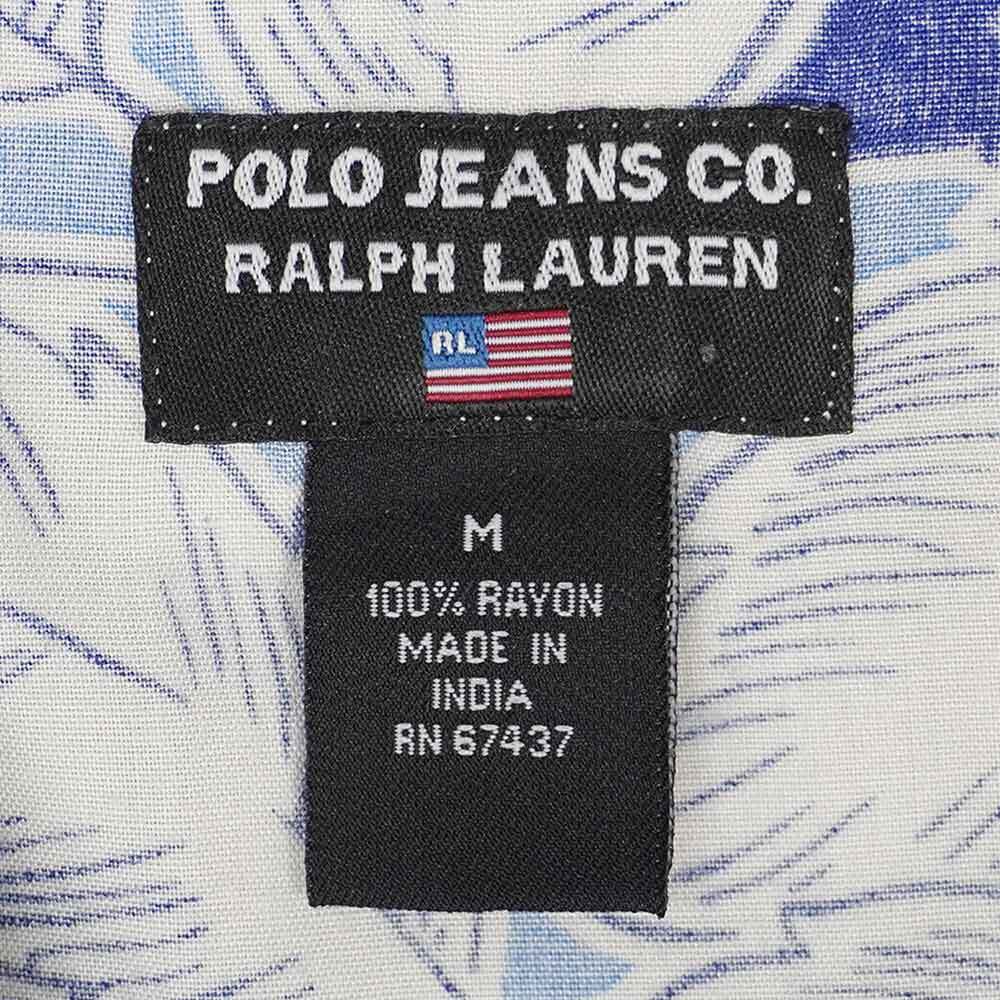 POLO JEANS CO.
RALPH LAUREN
RL
M
100% RAYON
MADE IN
INDIA
RN 67437